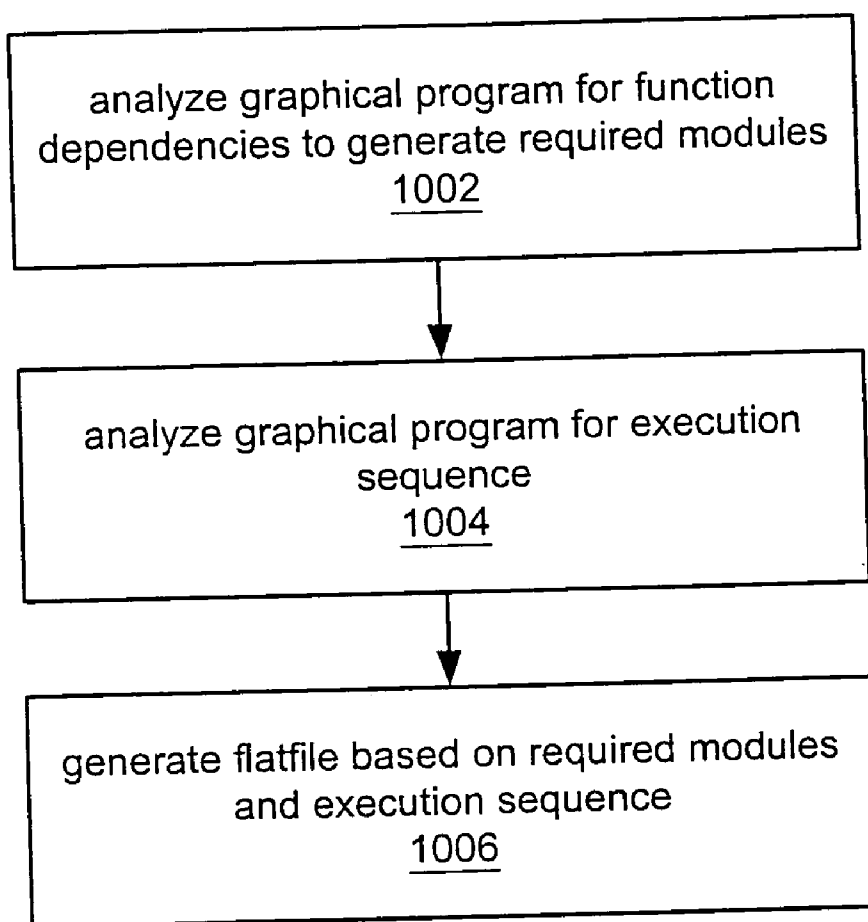 analyze graphical program for function
dependencies to generate required modules
1002
analyze graphical program for execution
sequence
1004
generate flatfile based on required modules
and execution sequence
1006